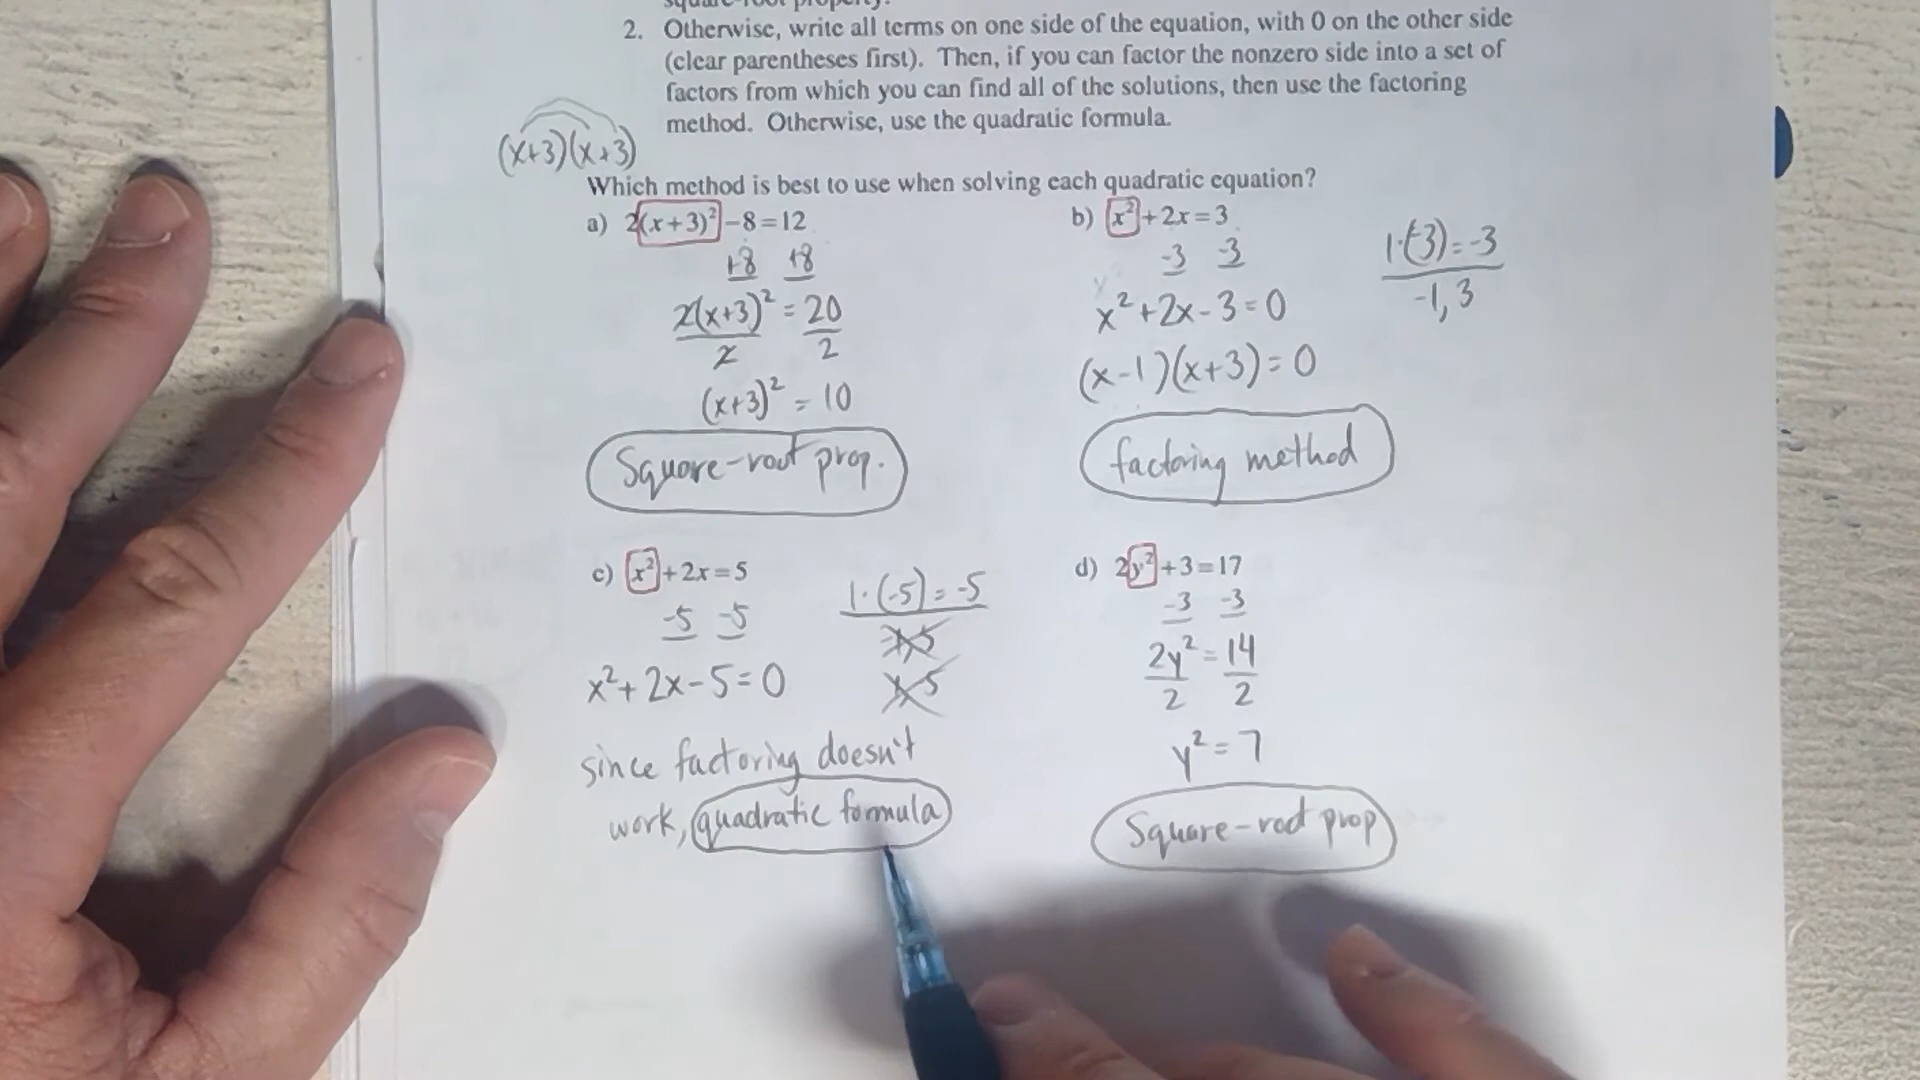 square-root property.
2. Otherwise, write all terms on one side of the equation, with 0 on the other side
(clear parentheses first). Then, if you can factor the nonzero side into a set of
factors from which you can find all of the solutions, then use the factoring
method. Otherwise, use the quadratic formula.
(x+3)(x+3)
Which method is best to use when solving each quadratic equation?
a) 2(x+3)²-8=12
+8 +8
2(x+3)² = 20
2 2
(x+3)² = 10
Square-root prop.
b) x²+2x=3
-3 -3
x²+2x-3=0
(x-1)(x+3)=0
factoring method
1·(-3)=-3
-1, 3
c) x²+2x=5
-5 -5
x²+2x-5=0
1·(-5)=-5
since factoring doesn't
work, quadratic formula
d) 2y²+3=17
-3 -3
2y²=14
2 2
y²=7
Square-root prop